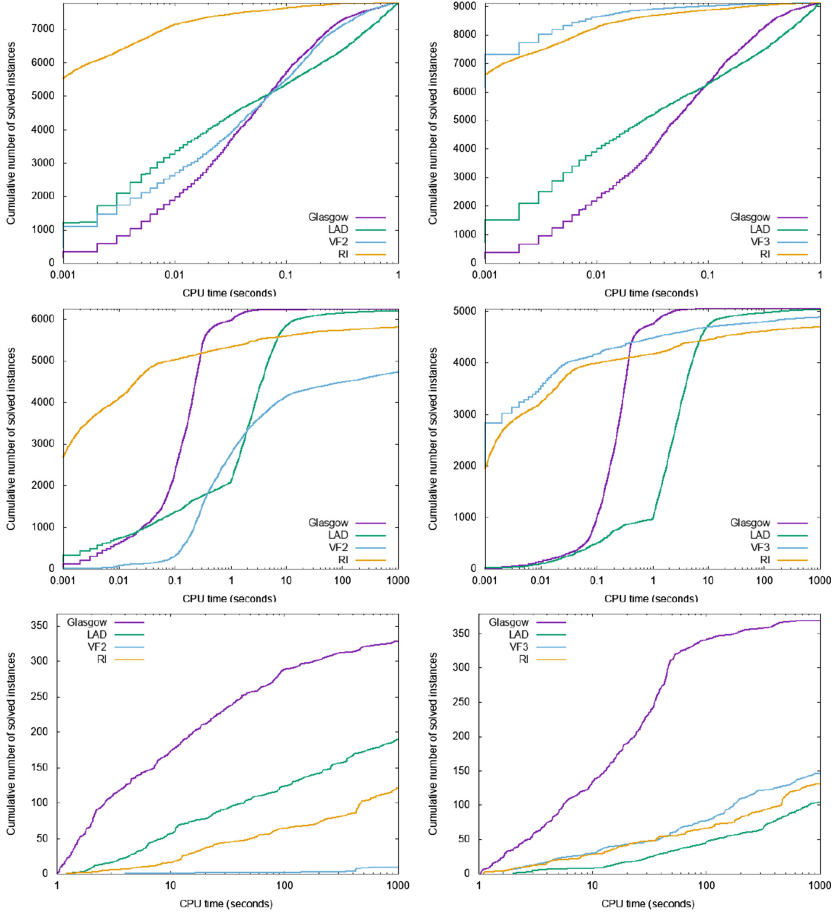 Cumulative number of solved instances
7000
6000
5000
4000
3000
2000
1000
0
0.001
0.01
0.1
1
CPU time (seconds)
Glasgow
LAD
VF2
RI
Cumulative number of solved instances
9000
8000
7000
6000
5000
4000
3000
2000
1000
0
0.001
0.01
0.1
1
CPU time (seconds)
Glasgow
LAD
VF3
RI
Cumulative number of solved instances
6000
5000
4000
3000
2000
1000
0
0.001
0.01
0.1
1
10
100
1000
CPU time (seconds)
Glasgow
LAD
VF2
RI
Cumulative number of solved instances
5000
4000
3000
2000
1000
0
0.001
0.01
0.1
1
10
100
1000
CPU time (seconds)
Glasgow
LAD
VF3
RI
Cumulative number of solved instances
350
300
250
200
150
100
50
0
1
10
100
1000
CPU time (seconds)
Glasgow
LAD
VF2
RI
Cumulative number of solved instances
350
300
250
200
150
100
50
0
1
10
100
1000
CPU time (seconds)
Glasgow
LAD
VF3
RI